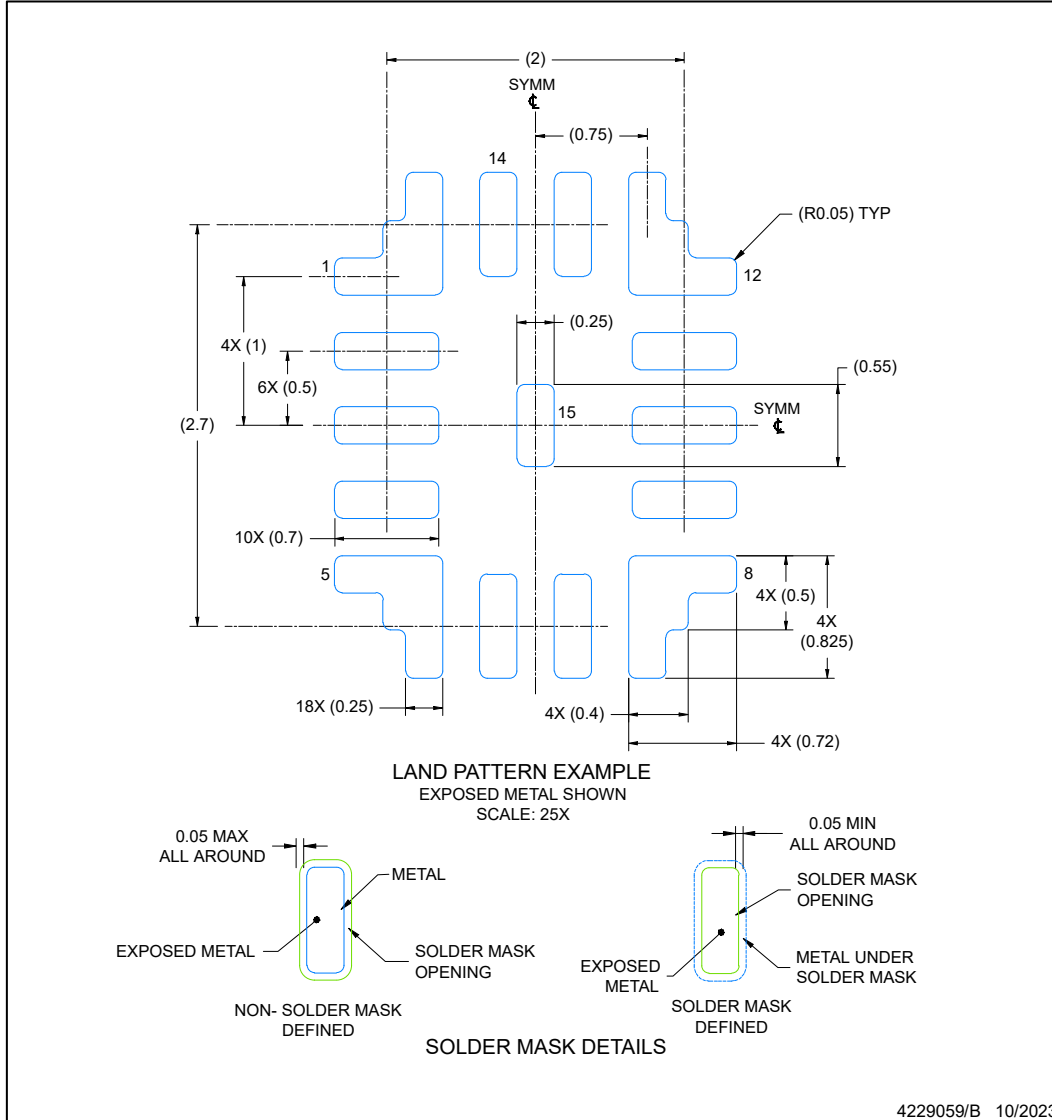 (2)
SYMM
(0.75)
14
(R0.05) TYP
1
12
(0.25)
4X (1)
(0.55)
6X (0.5)
15
SYMM
(2.7)
10X (0.7)
5
8
4X (0.5)
4X
(0.825)
18X (0.25)
4X (0.4)
4X (0.72)
LAND PATTERN EXAMPLE
EXPOSED METAL SHOWN
SCALE: 25X
0.05 MAX
ALL AROUND
METAL
EXPOSED METAL
SOLDER MASK
OPENING
NON- SOLDER MASK
DEFINED
0.05 MIN
ALL AROUND
SOLDER MASK
OPENING
EXPOSED
METAL
METAL UNDER
SOLDER MASK
SOLDER MASK
DEFINED
SOLDER MASK DETAILS
4229059/B 10/2023